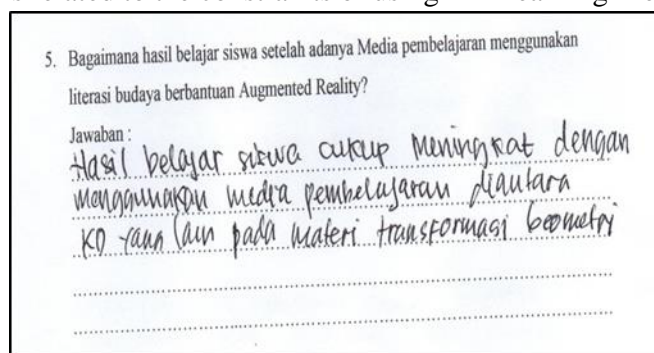 5. Bagaimana hasil belajar siswa setelah adanya Media pembelajaran menggunakan
literasi budaya berbantuan Augmented Reality?
Jawaban :
Hasil belajar siswa cukup meningkat dengan
menggunakan media pembelajaran diantara
KD yang lain pada materi transformasi Geometri